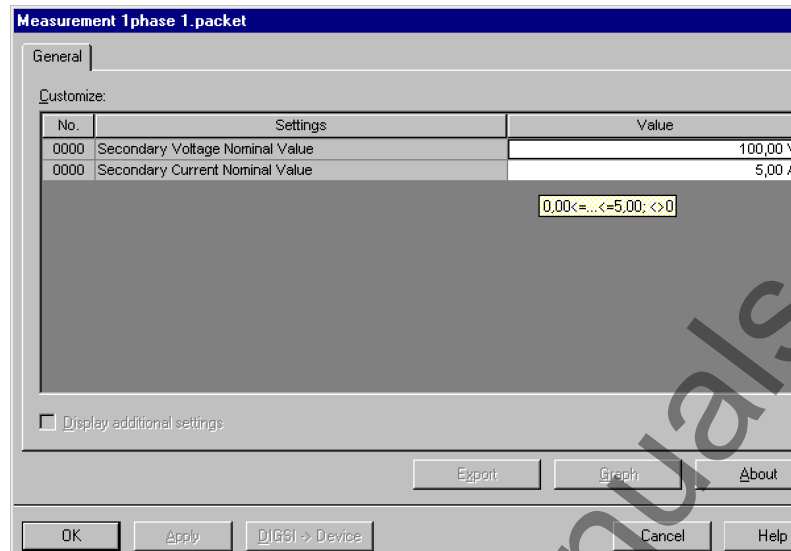 Measurement 1phase 1.packet
General
Customize:
No. Settings Value
0000 Secondary Voltage Nominal Value 100,00 V
0000 Secondary Current Nominal Value 5,00 A
0,00<=...<=5,00; <>0
Display additional settings
Export Graph About
OK Apply DIGSI -> Device Cancel Help